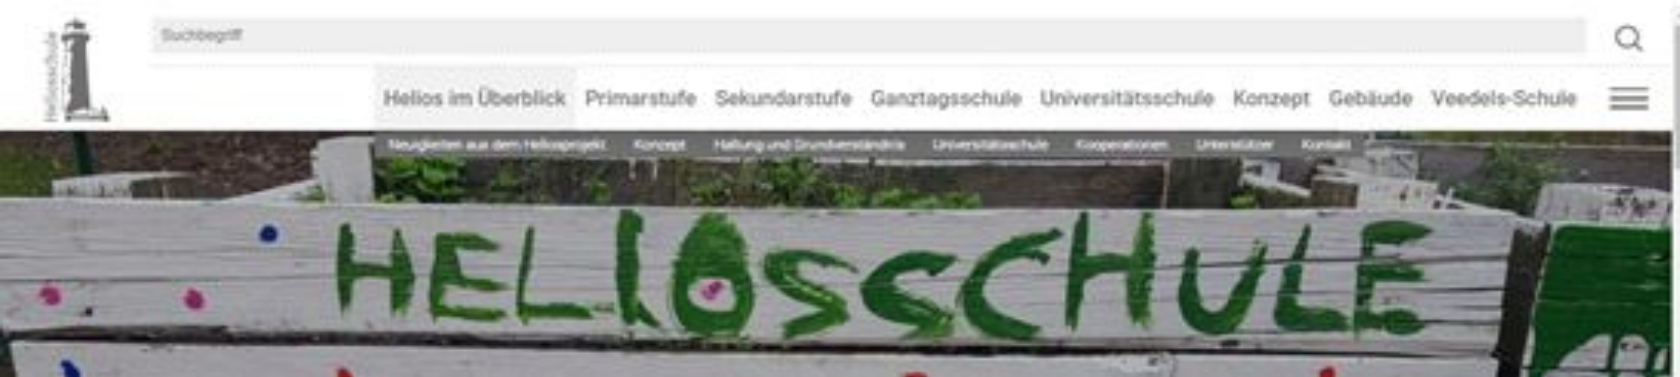 Heliosschule
Suchbegriff
Helios im Überblick Primarstufe Sekundarstufe Ganztagsschule Universitätsschule Konzept Gebäude Veedels-Schule
Neuigkeiten aus dem Heliosprojekt Konzept Haltung und Grundverständnis Universitätsschule Kooperationen Unterstützer Kontakt
HELIOSSCHULE